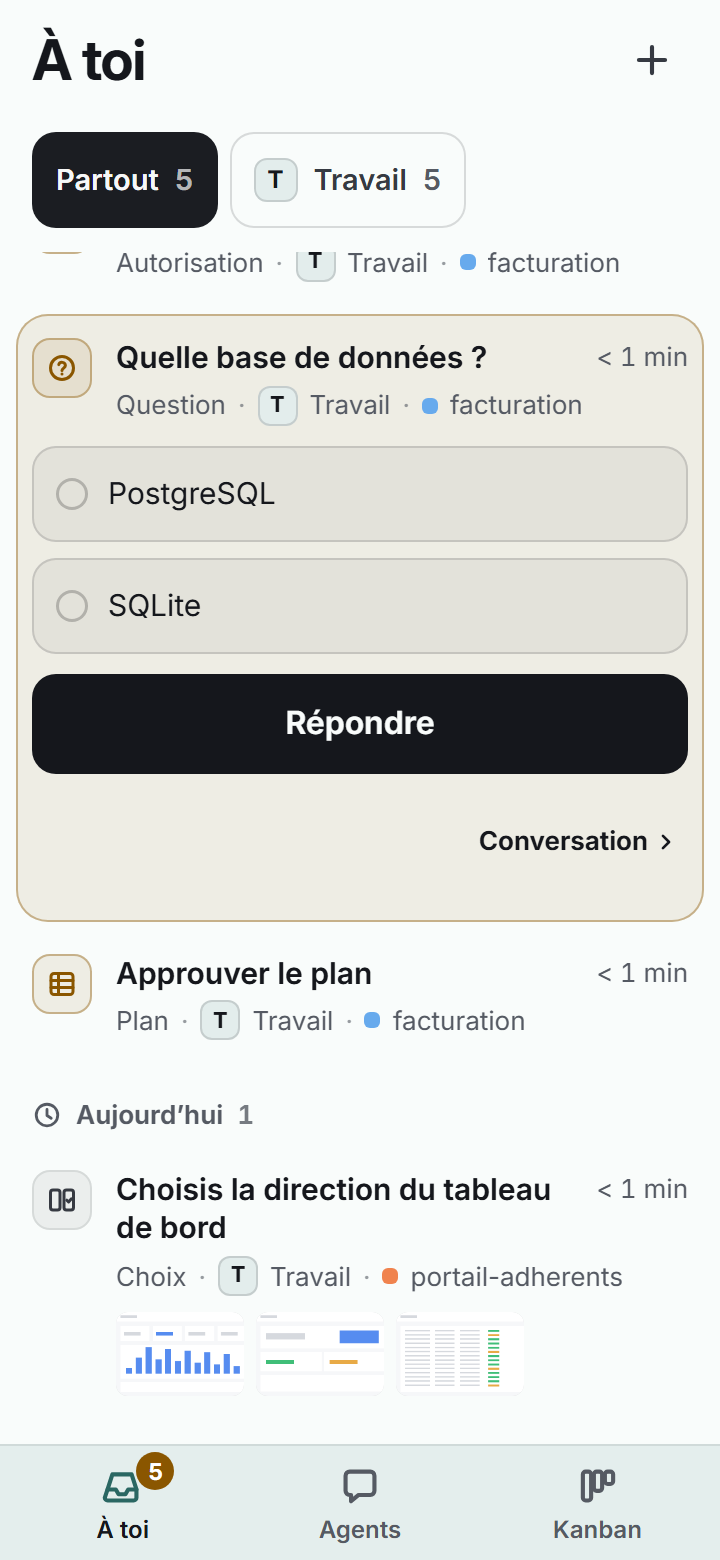 À toi
Partout 5
T Travail 5
Autorisation · T Travail · facturation
Quelle base de données ? < 1 min
Question · T Travail · facturation
PostgreSQL
SQLite
Répondre
Conversation
Approuver le plan < 1 min
Plan · T Travail · facturation
Aujourd’hui 1
Choisis la direction du tableau < 1 min
de bord
Choix · T Travail · portail-adherents
5
À toi Agents Kanban